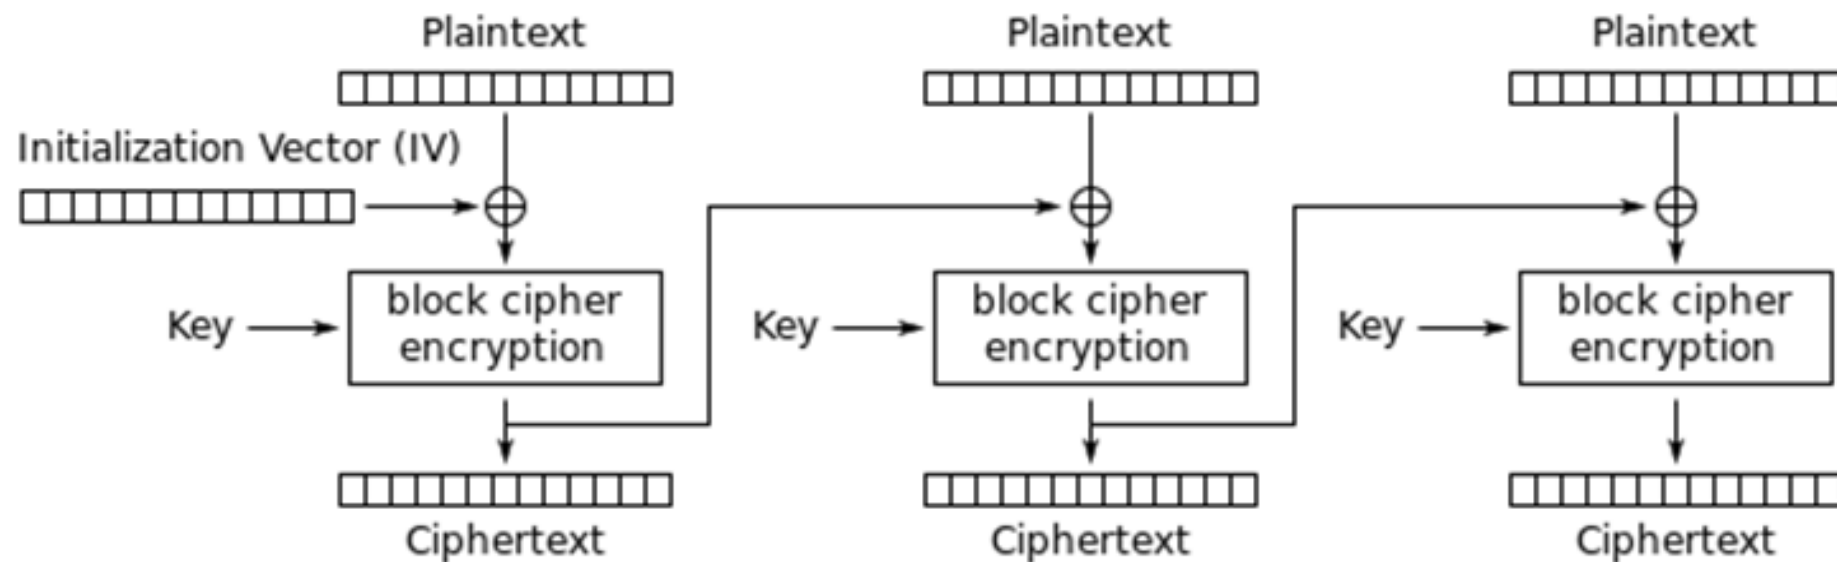 Plaintext
Plaintext
Plaintext
Initialization Vector (IV)
Key
block cipher
encryption
Key
block cipher
encryption
Key
block cipher
encryption
Ciphertext
Ciphertext
Ciphertext